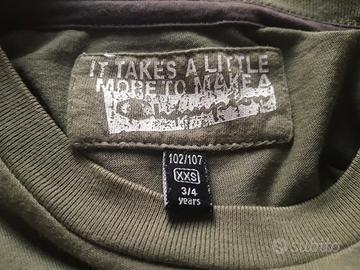 IT TAKES A LITTLE
MORE TO MAKE A
102/107
XXS
3/4
years
subito